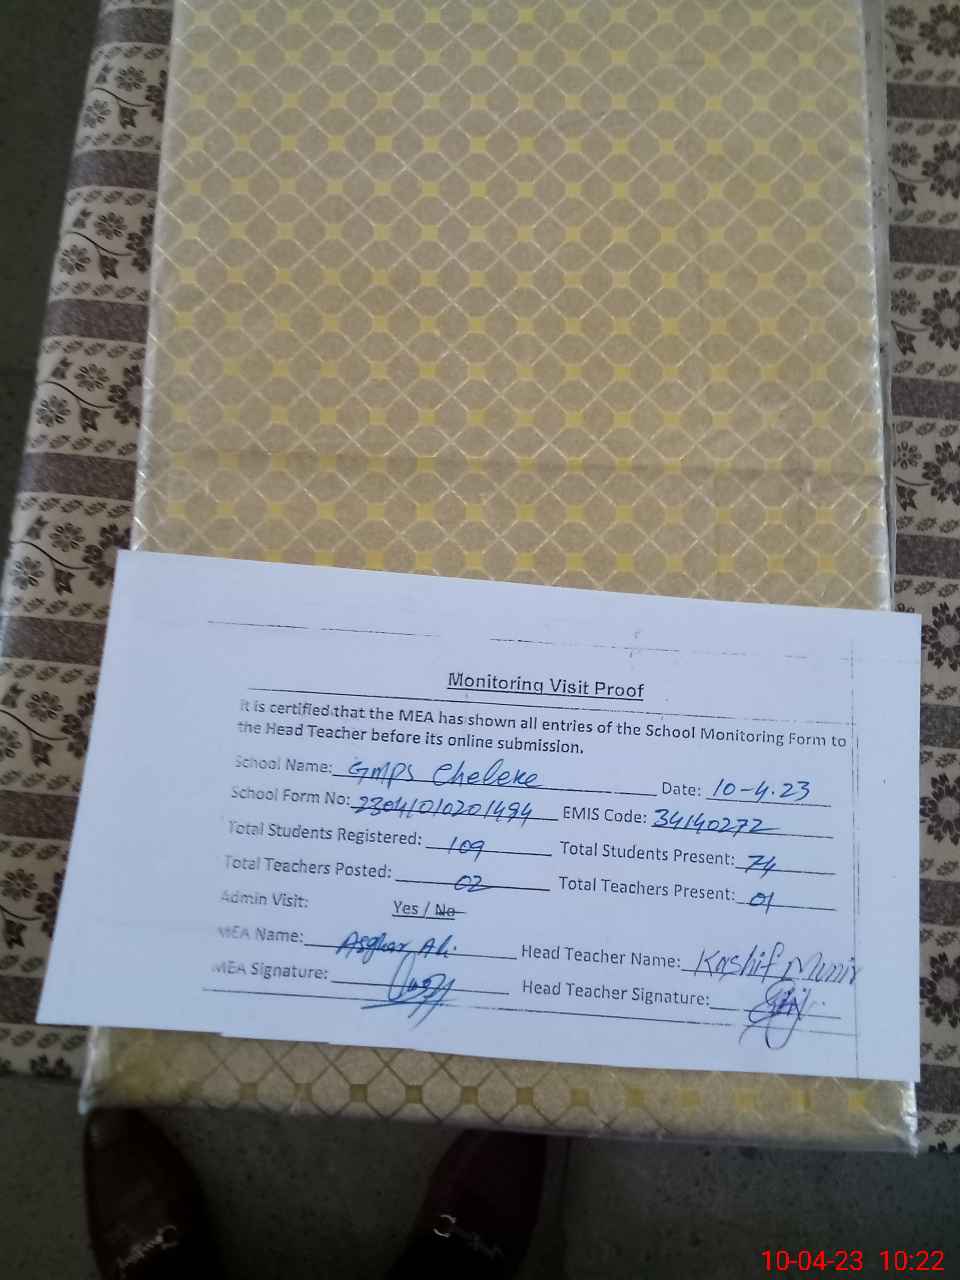 Monitoring Visit Proof
It is certified that the MEA has shown all entries of the School Monitoring Form to
the Head Teacher before its online submission.
School Name: GMPS Cheleke Date: 10-4-23
School Form No: 23041010201494 EMIS Code: 34140272
Total Students Registered: 109 Total Students Present: 74
Total Teachers Posted: 02 Total Teachers Present: 01
Admin Visit: Yes / No
MEA Name: Asghar Ali Head Teacher Name: Kashif Munir
MEA Signature: Head Teacher Signature:
10-04-23 10:22